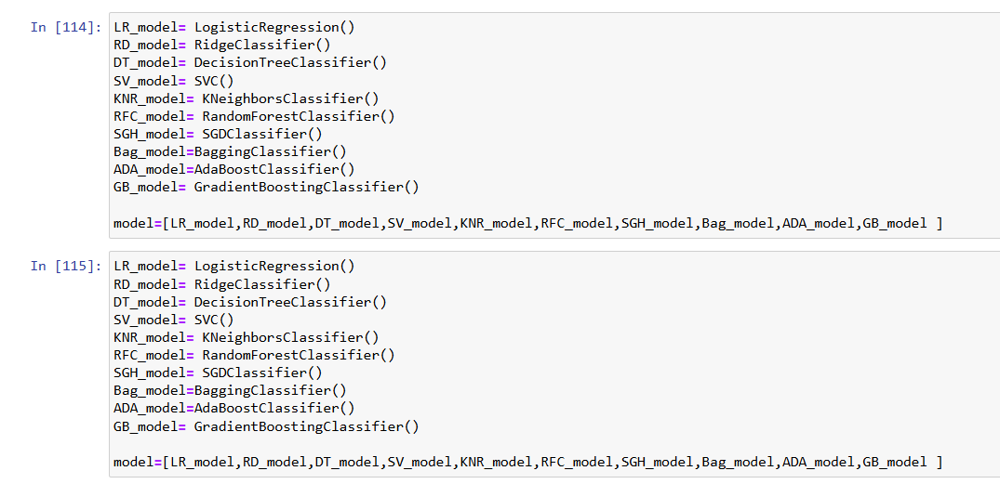 In [114]: LR_model= LogisticRegression()
RD_model= RidgeClassifier()
DT_model= DecisionTreeClassifier()
SV_model= SVC()
KNR_model= KNeighborsClassifier()
RFC_model= RandomForestClassifier()
SGH_model= SGDClassifier()
Bag_model=BaggingClassifier()
ADA_model=AdaBoostClassifier()
GB_model= GradientBoostingClassifier()
model=[LR_model,RD_model,DT_model,SV_model,KNR_model,RFC_model,SGH_model,Bag_model,ADA_model,GB_model ]
In [115]: LR_model= LogisticRegression()
RD_model= RidgeClassifier()
DT_model= DecisionTreeClassifier()
SV_model= SVC()
KNR_model= KNeighborsClassifier()
RFC_model= RandomForestClassifier()
SGH_model= SGDClassifier()
Bag_model=BaggingClassifier()
ADA_model=AdaBoostClassifier()
GB_model= GradientBoostingClassifier()
model=[LR_model,RD_model,DT_model,SV_model,KNR_model,RFC_model,SGH_model,Bag_model,ADA_model,GB_model ]